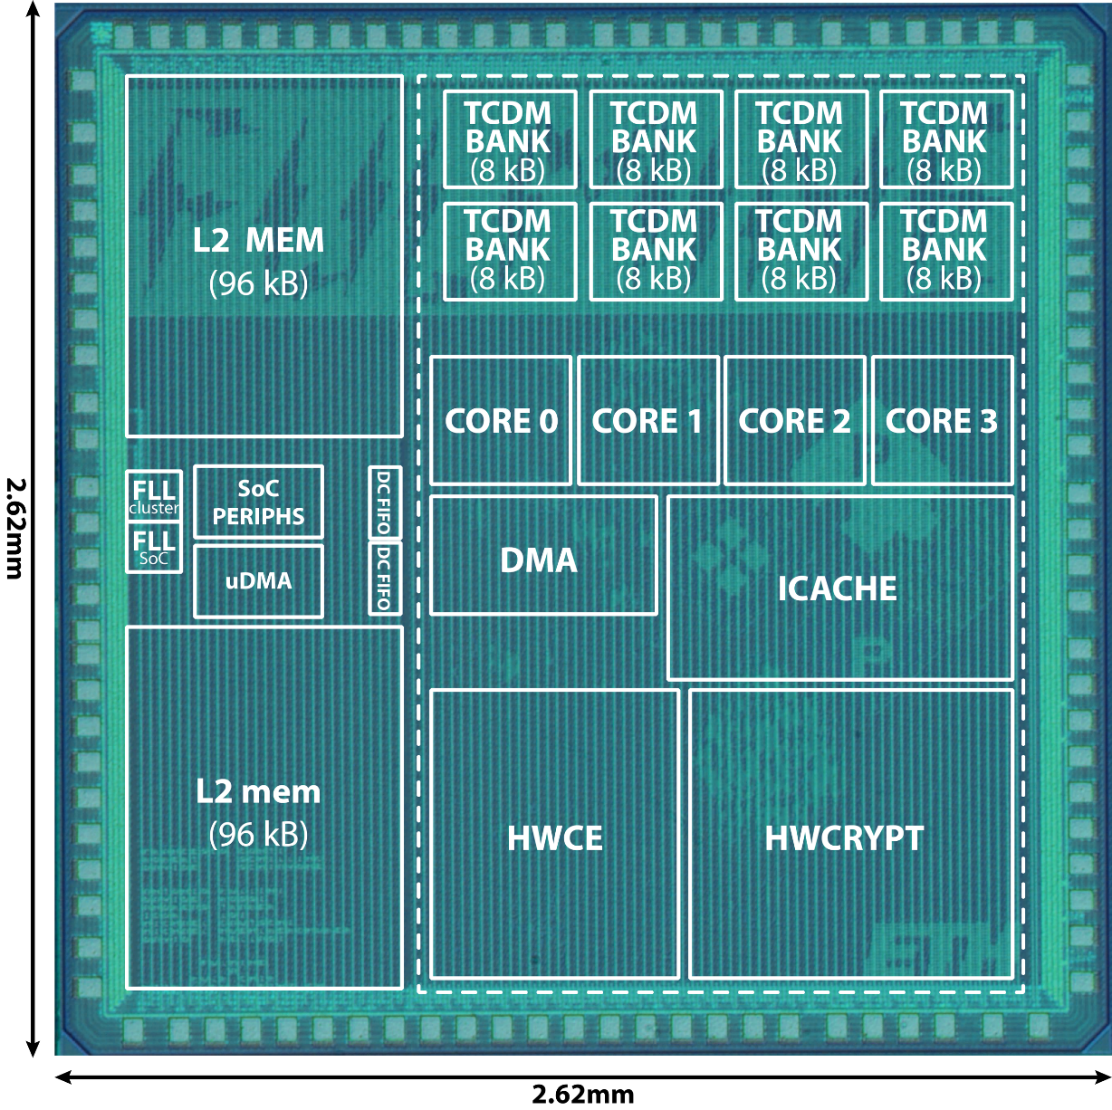 L2 MEM
(96 kB)
TCDM
BANK
(8 kB)
TCDM
BANK
(8 kB)
TCDM
BANK
(8 kB)
TCDM
BANK
(8 kB)
TCDM
BANK
(8 kB)
TCDM
BANK
(8 kB)
TCDM
BANK
(8 kB)
TCDM
BANK
(8 kB)
CORE 0
CORE 1
CORE 2
CORE 3
FLL
cluster
FLL
SoC
SoC
PERIPHS
uDMA
DC FIFO
DC FIFO
DMA
ICACHE
P
L2 mem
(96 kB)
HWCE
HWCRYPT
2.62mm
2.62mm